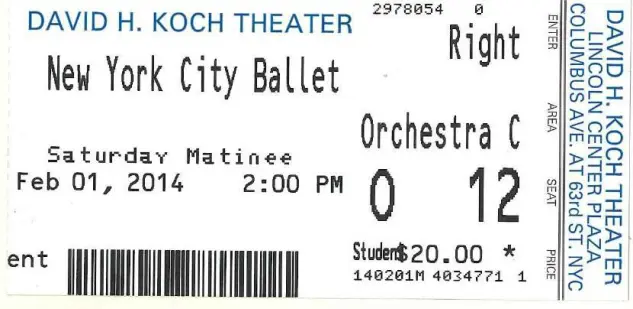 DAVID H. KOCH THEATER
2978054 0
Right
New York City Ballet
Orchestra C
Saturday Matinee
Feb 01, 2014 2:00 PM
O 12
ent
Student $20.00 *
140201M 4034771 1
ENTER
AREA
SEAT
PRICE
DAVID H. KOCH THEATER
LINCOLN CENTER PLAZA
COLUMBUS AVE. AT 63rd ST. NYC